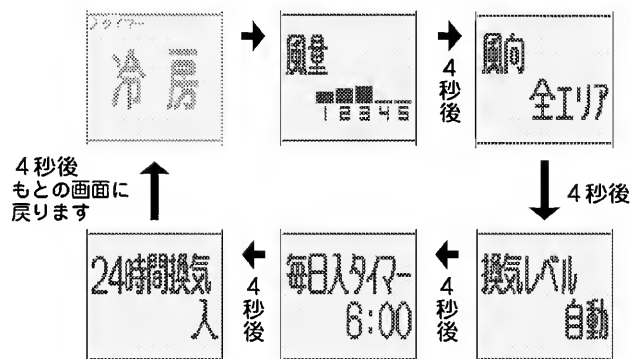 タイマー
冷房
風量
1 2 3 4 5
4秒後
風向
全エリア
4秒後
換気レベル
自動
4秒後
毎日入タイマー
6:00
4秒後
24時間換気
入
4秒後
もとの画面に
戻ります